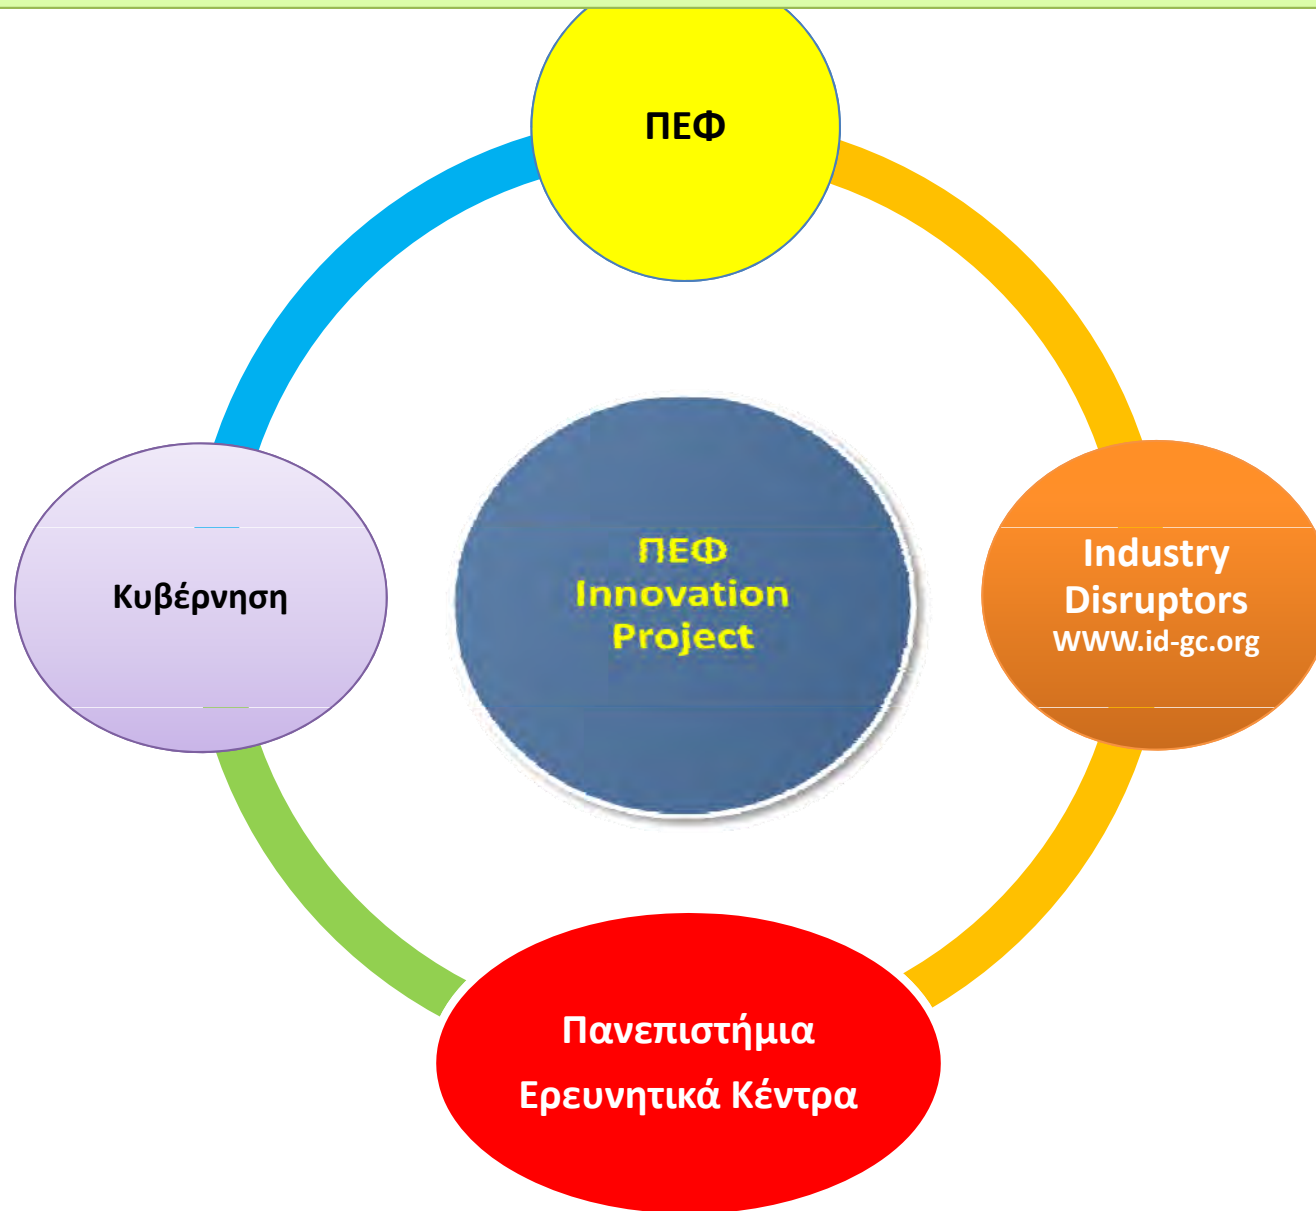 ΠΕΦ
Κυβέρνηση
ΠΕΦ
Innovation
Project
Industry
Disruptors
WWW.id-gc.org
Πανεπιστήμια
Ερευνητικά Κέντρα